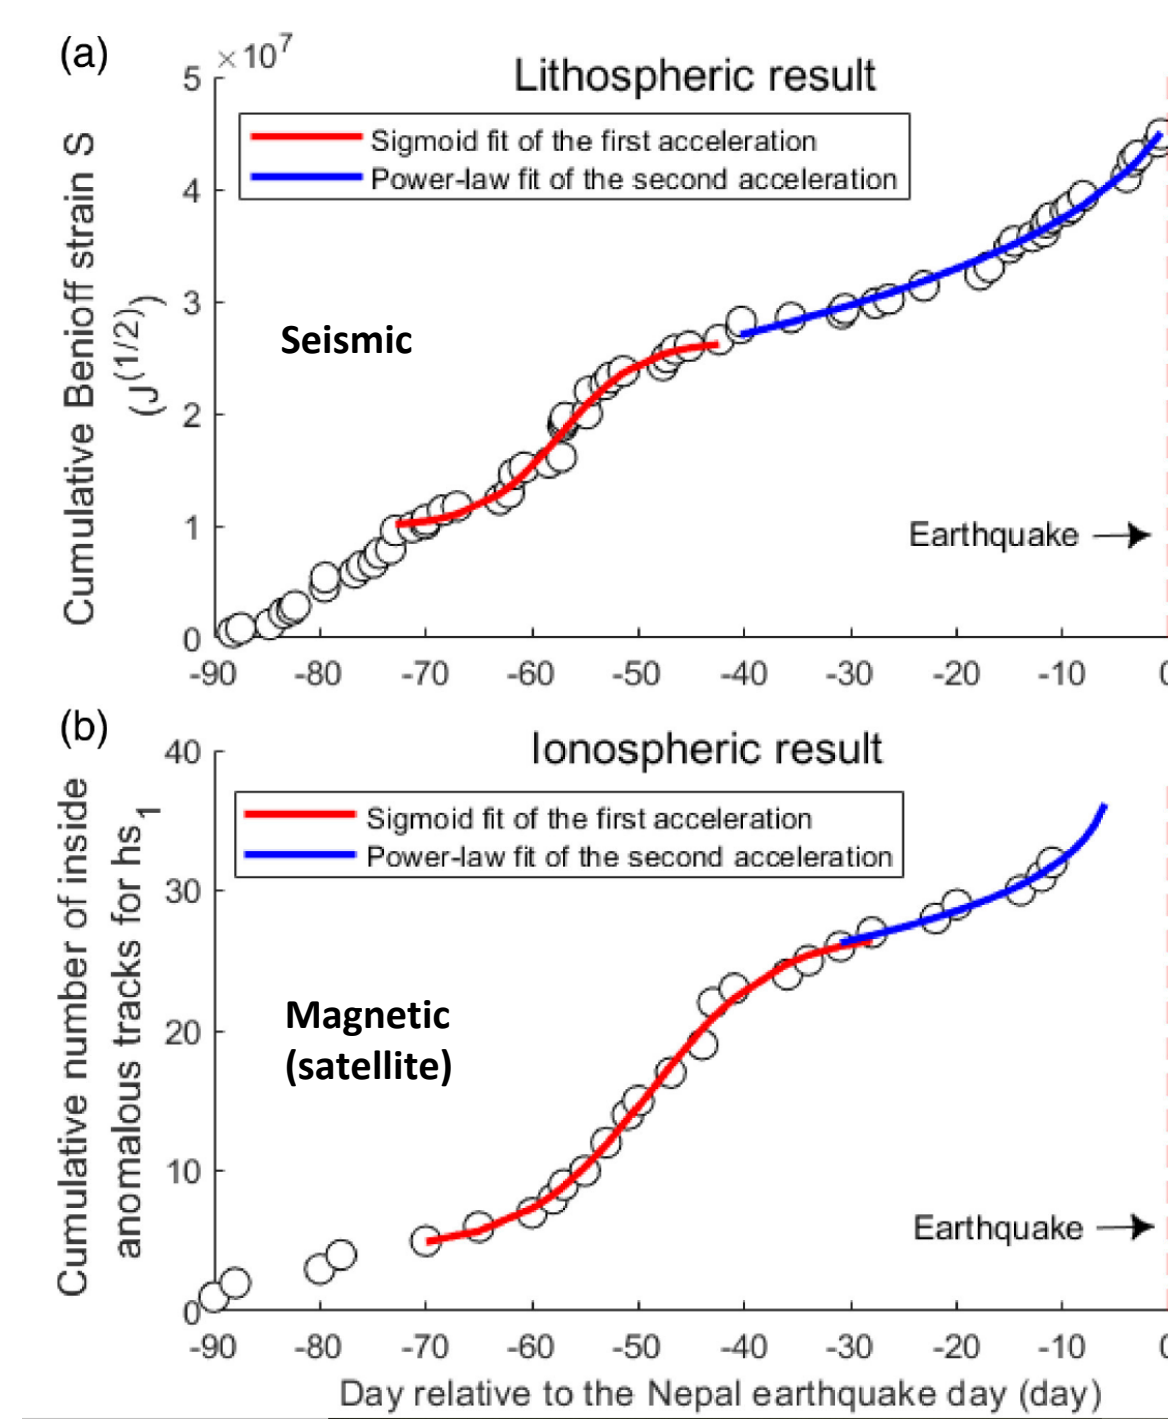 (a)
×10^7
Lithospheric result
Sigmoid fit of the first acceleration
Power-law fit of the second acceleration
Cumulative Benioff strain S
(J^(1/2))
5
4
3
2
1
0
Seismic
Earthquake
-90 -80 -70 -60 -50 -40 -30 -20 -10 0
(b)
Ionospheric result
Sigmoid fit of the first acceleration
Power-law fit of the second acceleration
Cumulative number of inside
anomalous tracks for hs_1
40
30
20
10
0
Magnetic
(satellite)
Earthquake
-90 -80 -70 -60 -50 -40 -30 -20 -10 0
Day relative to the Nepal earthquake day (day)